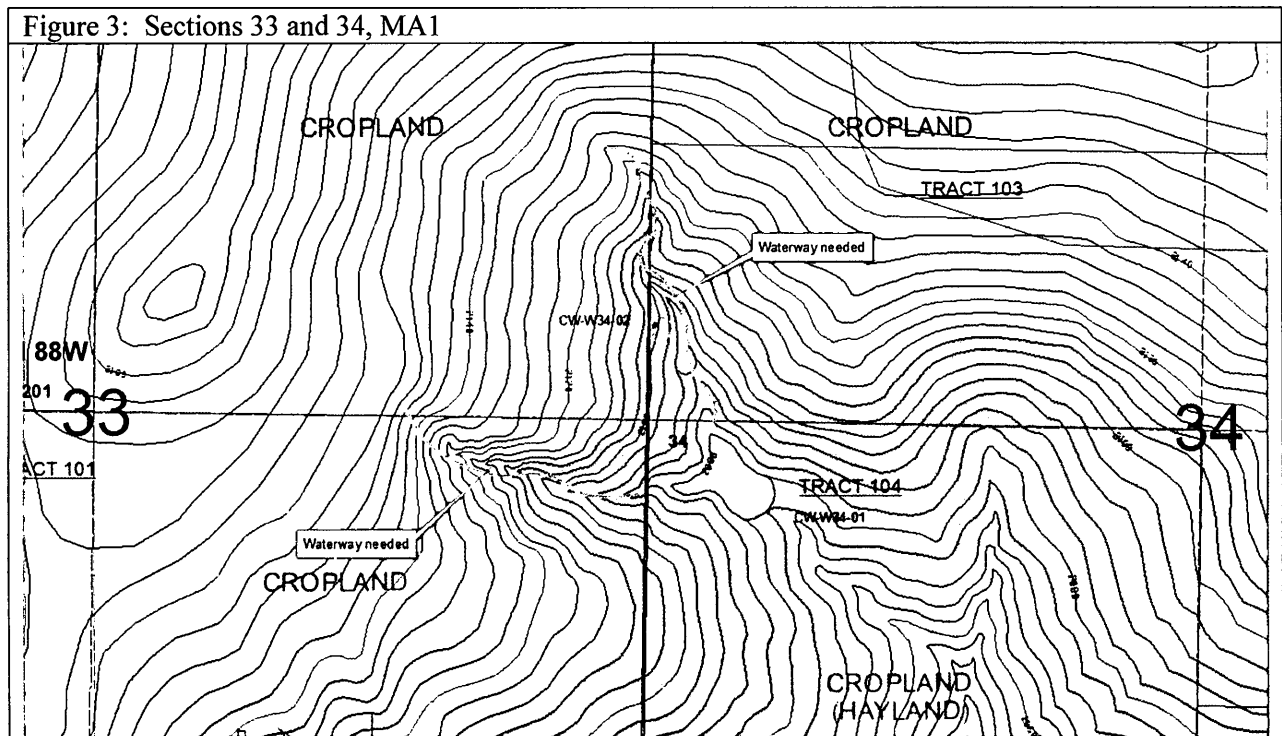 Figure 3: Sections 33 and 34, MA1
CROPLAND
CROPLAND
TRACT 103
Waterway needed
CW-W34-02
88W
201
33
34
34
ACT 101
TRACT 104
CW-W34-01
Waterway needed
CROPLAND
CROPLAND
(HAYLAND)